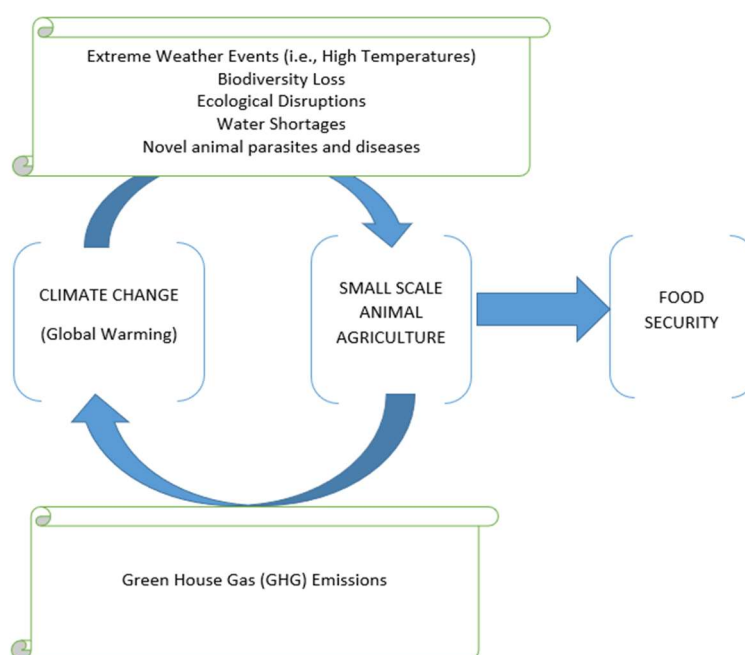 Extreme Weather Events (i.e., High Temperatures)
Biodiversity Loss
Ecological Disruptions
Water Shortages
Novel animal parasites and diseases
CLIMATE CHANGE
(Global Warming)
SMALL SCALE
ANIMAL
AGRICULTURE
FOOD
SECURITY
Green House Gas (GHG) Emissions